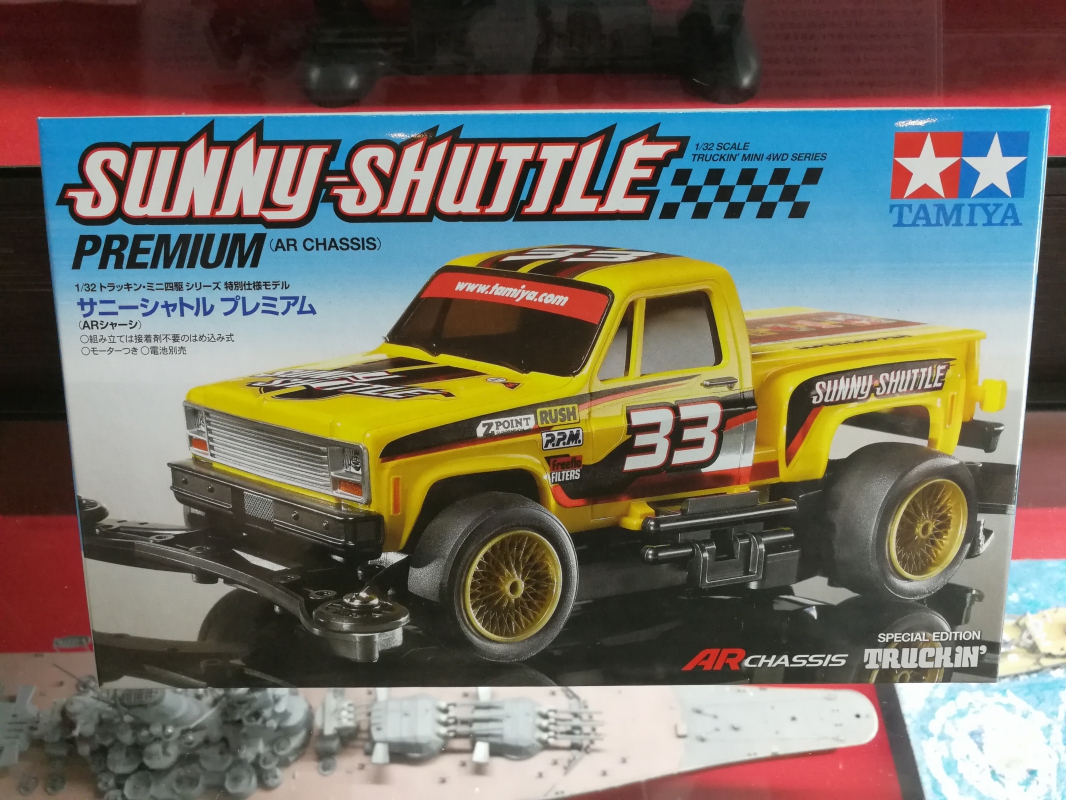 SUNNY-SHUTTLE
1/32 SCALE
TRUCKIN' MINI 4WD SERIES
TAMIYA
PREMIUM (AR CHASSIS)
1/32 トラッキン・ミニ四駆 シリーズ 特別仕様モデル
サニーシャトル プレミアム
(ARシャーシ)
○組み立ては接着剤不要のはめ込み式
○モーターつき ○電池別売
33
www.tamiya.com
SHUTTLE
SUNNY-SHUTTLE
Z POINT
RUSH
R.P.M.
33
FILTERS
AR CHASSIS
SPECIAL EDITION
TRUCKIN'